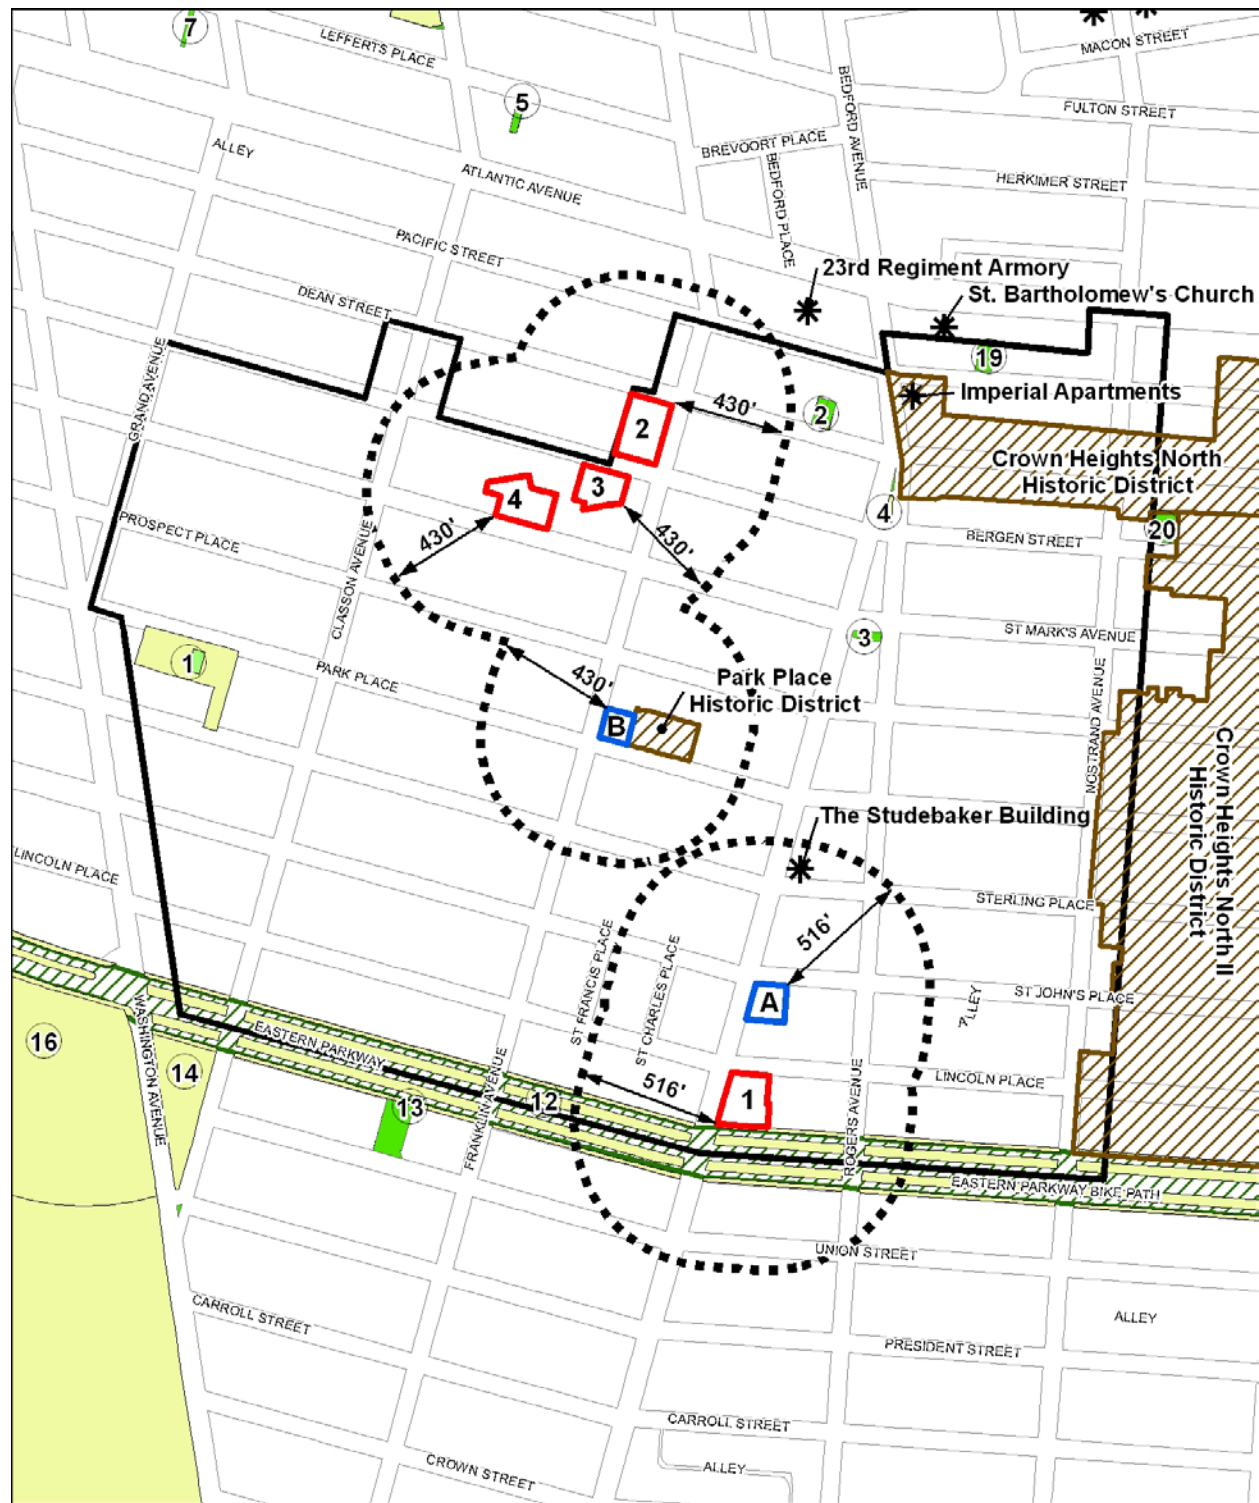 7
LEFFERTS PLACE
MACON STREET
5
BEDFORD AVENUE
FULTON STREET
ALLEY
BREVOORT PLACE
ATLANTIC AVENUE
BEDFORD PLACE
HERKIMER STREET
PACIFIC STREET
23rd Regiment Armory
St. Bartholomew's Church
DEAN STREET
19
GRAND AVENUE
Imperial Apartments
2
430'
2
Crown Heights North
Historic District
3
4
4
430'
430'
PROSPECT PLACE
CLASSON AVENUE
BERGEN STREET
20
ST MARK'S AVENUE
3
1
PARK PLACE
430'
Park Place
Historic District
B
NOSTRAND AVENUE
Crown Heights North II
Historic District
The Studebaker Building
LINCOLN PLACE
STERLING PLACE
516'
ST FRANCIS PLACE
ST CHARLES PLACE
A
ST JOHN'S PLACE
ALLEY
WASHINGTON AVENUE
EASTERN PARKWAY
16
14
516'
1
LINCOLN PLACE
13
12
FRANKLIN AVENUE
ROGERS AVENUE
EASTERN PARKWAY BIKE PATH
UNION STREET
CARROLL STREET
ALLEY
PRESIDENT STREET
CARROLL STREET
CROWN STREET
ALLEY